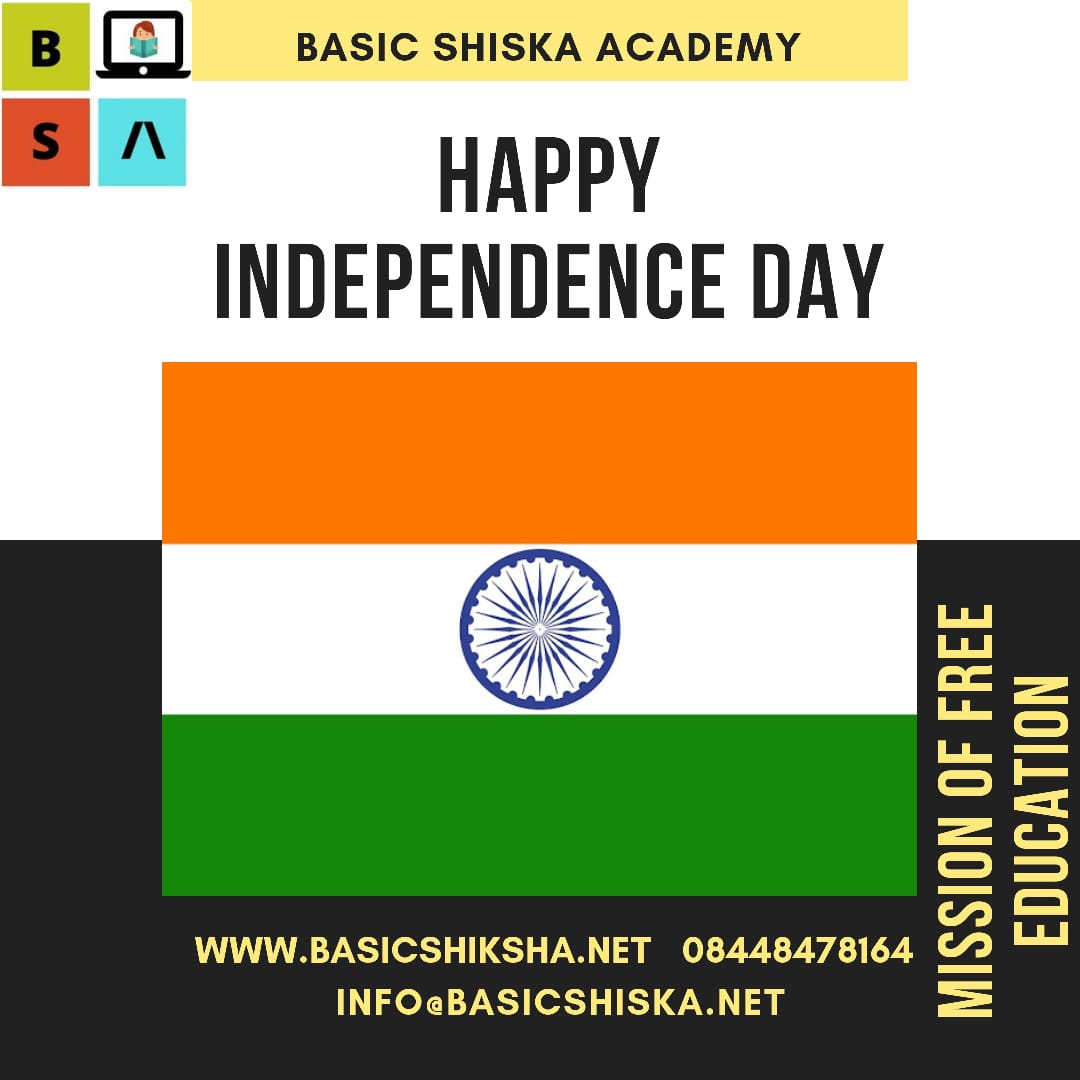 B
S /\
BASIC SHISKA ACADEMY
HAPPY
INDEPENDENCE DAY
MISSION OF FREE
EDUCATION
WWW.BASICSHIKSHA.NET 08448478164
INFO@BASICSHISKA.NET